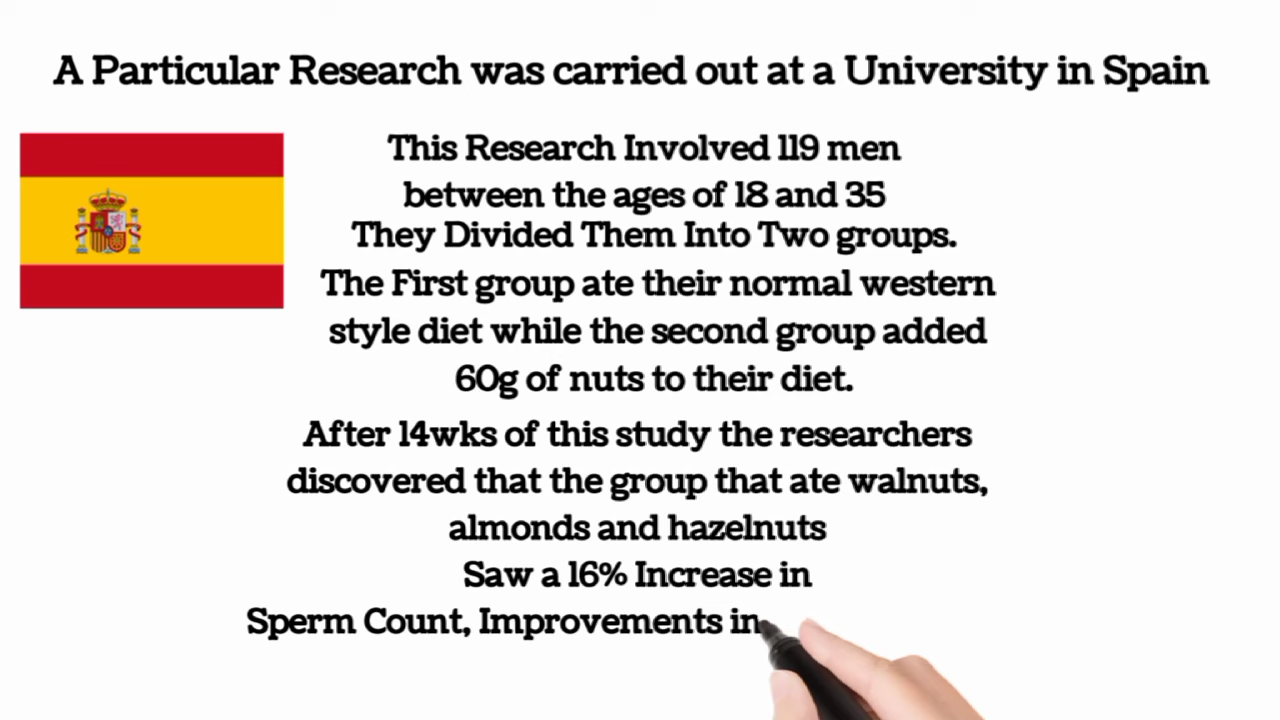 A Particular Research was carried out at a University in Spain
This Research Involved 119 men
between the ages of 18 and 35
They Divided Them Into Two groups.
The First group ate their normal western
style diet while the second group added
60g of nuts to their diet.
After 14wks of this study the researchers
discovered that the group that ate walnuts,
almonds and hazelnuts
Saw a 16% Increase in
Sperm Count, Improvements in